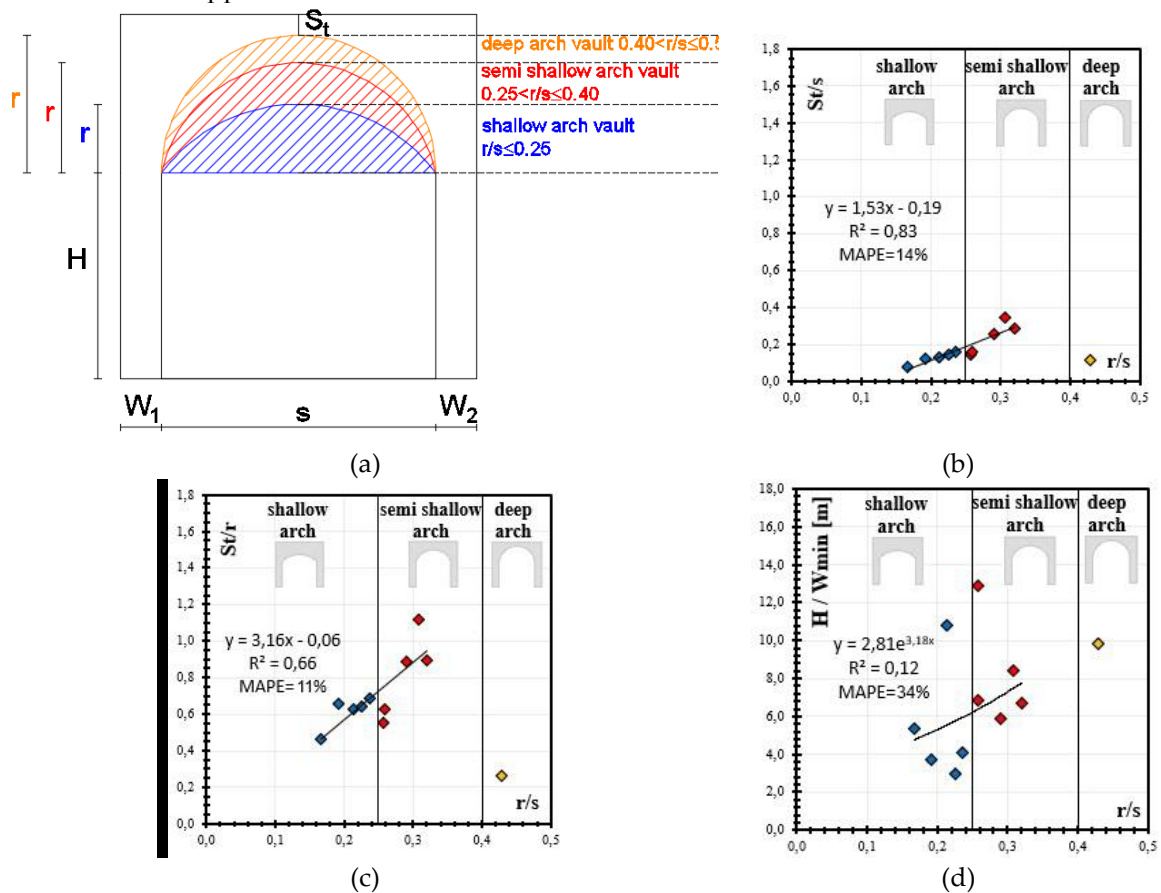 S_t
deep arch vault 0.40<r/s≤0.5
semi shallow arch vault
0.25<r/s≤0.40
shallow arch vault
r/s≤0.25
r
r
r
H
W_1
s
W_2
(a)
1,8
1,6
1,4
1,2
1,0
0,8
0,6
0,4
0,2
0,0
St/s
shallow
arch
semi shallow
arch
deep
arch
y = 1,53x - 0,19
R² = 0,83
MAPE=14%
r/s
0,0 0,1 0,2 0,3 0,4 0,5
(b)
1,8
1,6
1,4
1,2
1,0
0,8
0,6
0,4
0,2
0,0
St/r
shallow
arch
semi shallow
arch
deep
arch
y = 3,16x - 0,06
R² = 0,66
MAPE= 11%
r/s
0,0 0,1 0,2 0,3 0,4 0,5
(c)
18,0
16,0
14,0
12,0
10,0
8,0
6,0
4,0
2,0
0,0
H / Wmin [m]
shallow
arch
semi shallow
arch
deep
arch
y = 2,81e^{3,18x}
R² = 0,12
MAPE=34%
r/s
0,0 0,1 0,2 0,3 0,4 0,5
(d)